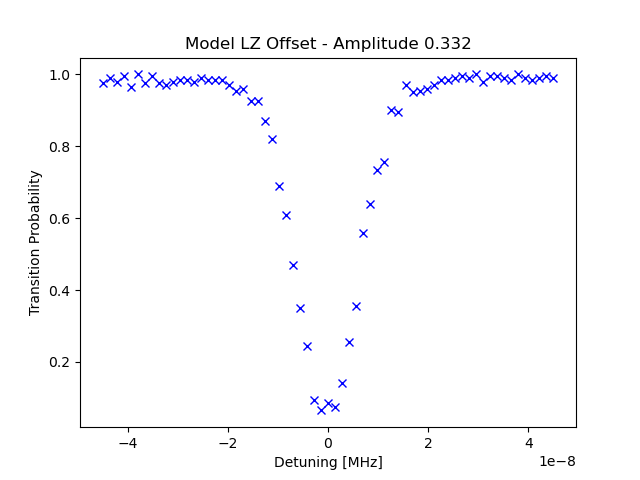 Model LZ Offset - Amplitude 0.332
Transition Probability
1.0
0.8
0.6
0.4
0.2
−4
−2
0
2
4
1e−8
Detuning [MHz]